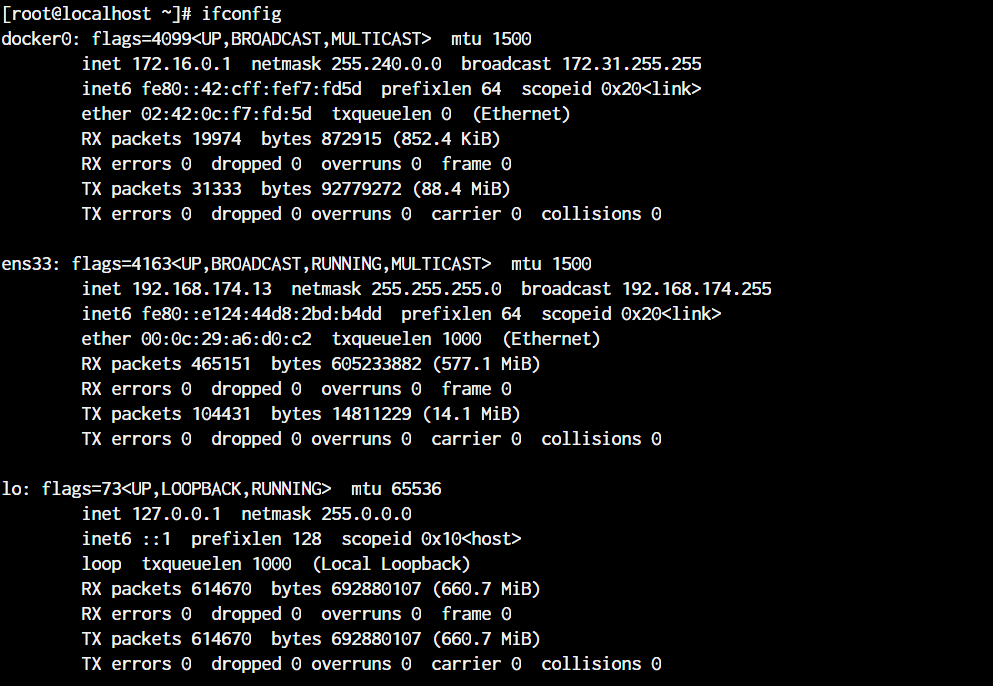 [root@localhost ~]# ifconfig
docker0: flags=4099<UP,BROADCAST,MULTICAST>  mtu 1500
        inet 172.16.0.1  netmask 255.240.0.0  broadcast 172.31.255.255
        inet6 fe80::42:cff:fef7:fd5d  prefixlen 64  scopeid 0x20<link>
        ether 02:42:0c:f7:fd:5d  txqueuelen 0  (Ethernet)
        RX packets 19974  bytes 872915 (852.4 KiB)
        RX errors 0  dropped 0  overruns 0  frame 0
        TX packets 31333  bytes 92779272 (88.4 MiB)
        TX errors 0  dropped 0 overruns 0  carrier 0  collisions 0

ens33: flags=4163<UP,BROADCAST,RUNNING,MULTICAST>  mtu 1500
        inet 192.168.174.13  netmask 255.255.255.0  broadcast 192.168.174.255
        inet6 fe80::e124:44d8:2bd:b4dd  prefixlen 64  scopeid 0x20<link>
        ether 00:0c:29:a6:d0:c2  txqueuelen 1000  (Ethernet)
        RX packets 465151  bytes 605233882 (577.1 MiB)
        RX errors 0  dropped 0  overruns 0  frame 0
        TX packets 104431  bytes 14811229 (14.1 MiB)
        TX errors 0  dropped 0 overruns 0  carrier 0  collisions 0

lo: flags=73<UP,LOOPBACK,RUNNING>  mtu 65536
        inet 127.0.0.1  netmask 255.0.0.0
        inet6 ::1  prefixlen 128  scopeid 0x10<host>
        loop  txqueuelen 1000  (Local Loopback)
        RX packets 614670  bytes 692880107 (660.7 MiB)
        RX errors 0  dropped 0  overruns 0  frame 0
        TX packets 614670  bytes 692880107 (660.7 MiB)
        TX errors 0  dropped 0 overruns 0  carrier 0  collisions 0